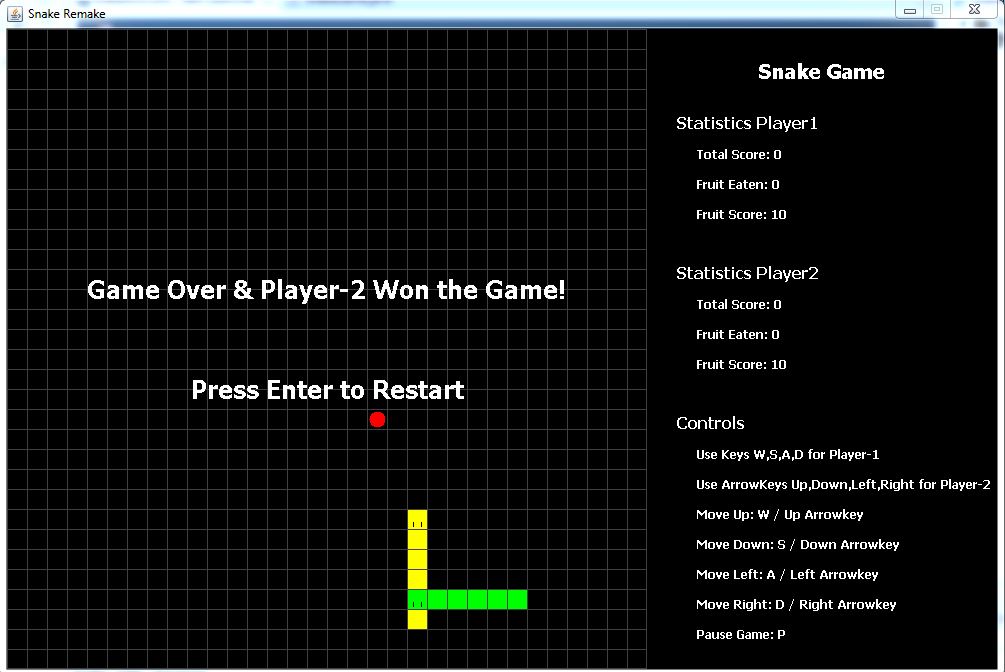 Snake Remake
Snake Game
Statistics Player1
Total Score: 0
Fruit Eaten: 0
Fruit Score: 10
Statistics Player2
Total Score: 0
Fruit Eaten: 0
Fruit Score: 10
Game Over & Player-2 Won the Game!
Press Enter to Restart
Controls
Use Keys W,S,A,D for Player-1
Use ArrowKeys Up,Down,Left,Right for Player-2
Move Up: W / Up Arrowkey
Move Down: S / Down Arrowkey
Move Left: A / Left Arrowkey
Move Right: D / Right Arrowkey
Pause Game: P